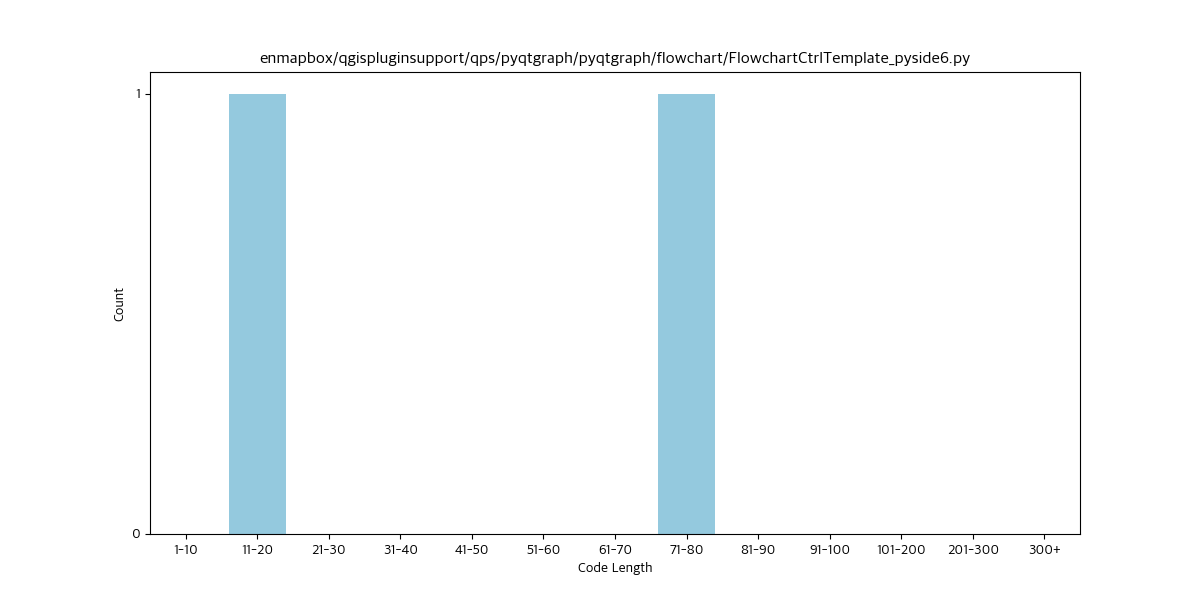 enmapbox/qgispluginsupport/qps/pyqtgraph/pyqtgraph/flowchart/FlowchartCtrlTemplate_pyside6.py
1
Count
0
1-10 11-20 21-30 31-40 41-50 51-60 61-70 71-80 81-90 91-100 101-200 201-300 300+
Code Length